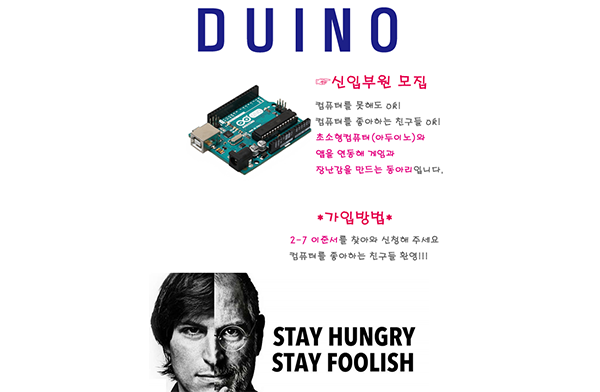 DUINO
☞신입부원 모집
컴퓨터를 못해도 OK!
컴퓨터를 좋아하는 친구들 OK!
초소형컴퓨터(아두이노)와
앱을 연동해 게임과
장난감을 만드는 동아리입니다.
*가입방법*
2-7 이준서를 찾아와 신청해 주세요
컴퓨터를 좋아하는 친구들 환영!!!
STAY HUNGRY
STAY FOOLISH